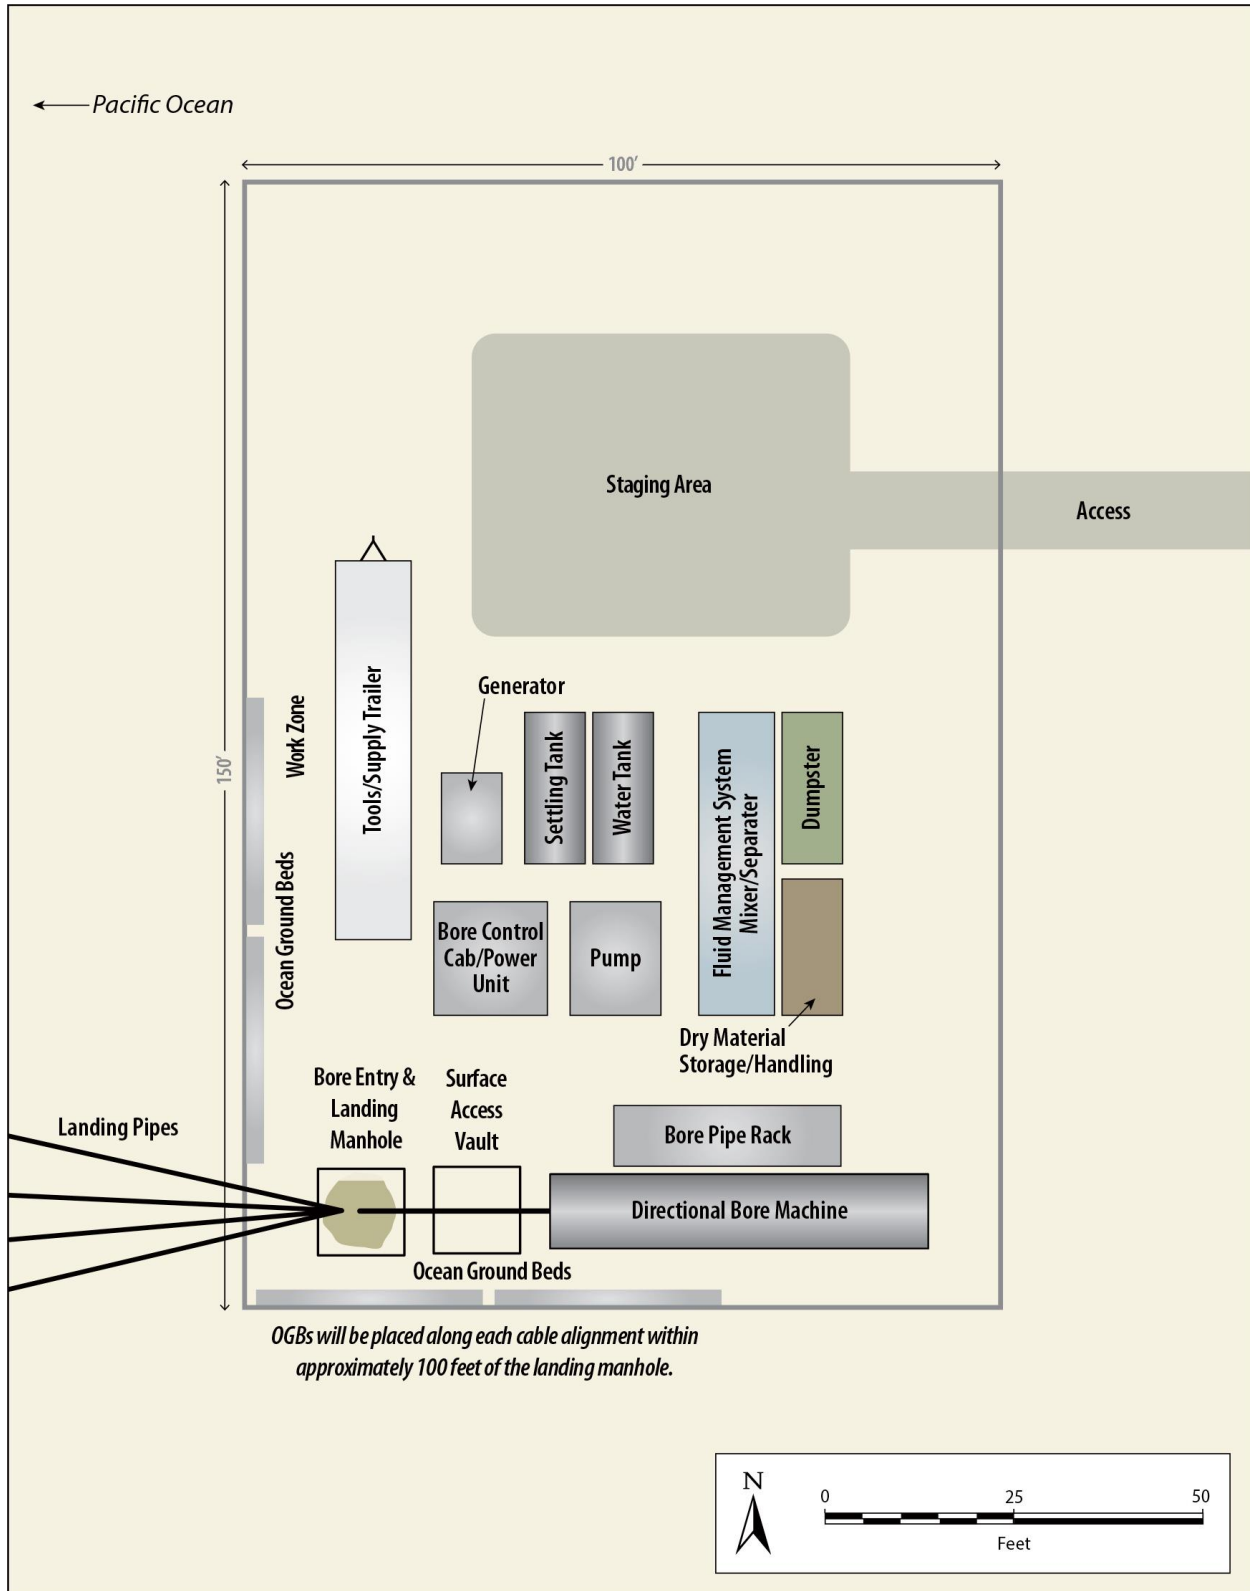 Pacific Ocean
100’
Staging Area
Access
150’
Work Zone
Tools/Supply Trailer
Generator
Settling Tank
Water Tank
Fluid Management System
Mixer/Separater
Dumpster
Ocean Ground Beds
Bore Control
Cab/Power
Unit
Pump
Dry Material
Storage/Handling
Bore Entry &
Landing
Manhole
Surface
Access
Vault
Landing Pipes
Bore Pipe Rack
Directional Bore Machine
Ocean Ground Beds
OGBs will be placed along each cable alignment within
approximately 100 feet of the landing manhole.
N
0 25 50
Feet